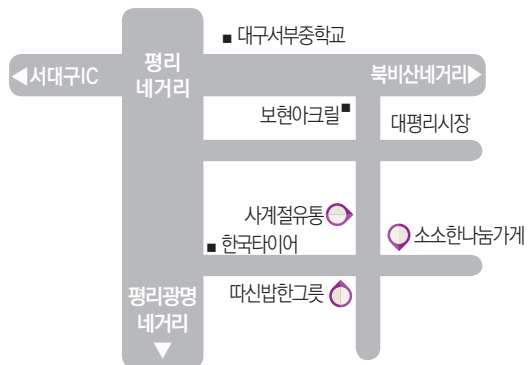 ■ 대구서부중학교
◀서대구IC
평리
네거리
북비산네거리▶
보현아크릴■
대평리시장
사계절유통
■ 한국타이어
소소한나눔가게
따신밥한그릇
평리광명
네거리
▼